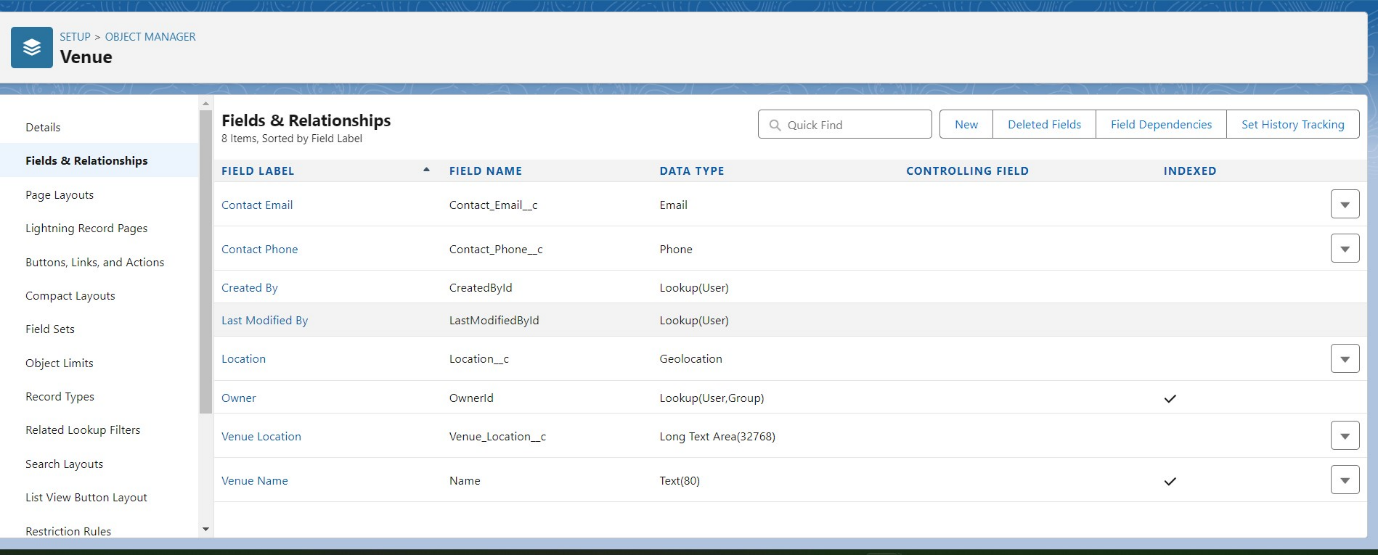 SETUP > OBJECT MANAGER
Venue
Details
Fields & Relationships
Page Layouts
Lightning Record Pages
Buttons, Links, and Actions
Compact Layouts
Field Sets
Object Limits
Record Types
Related Lookup Filters
Search Layouts
List View Button Layout
Restriction Rules
Fields & Relationships
8 Items, Sorted by Field Label
Quick Find
New Deleted Fields Field Dependencies Set History Tracking
FIELD LABEL FIELD NAME DATA TYPE CONTROLLING FIELD INDEXED
Contact Email Contact_Email__c Email
Contact Phone Contact_Phone__c Phone
Created By CreatedById Lookup(User)
Last Modified By LastModifiedById Lookup(User)
Location Location__c Geolocation
Owner OwnerId Lookup(User,Group)
Venue Location Venue_Location__c Long Text Area(32768)
Venue Name Name Text(80)